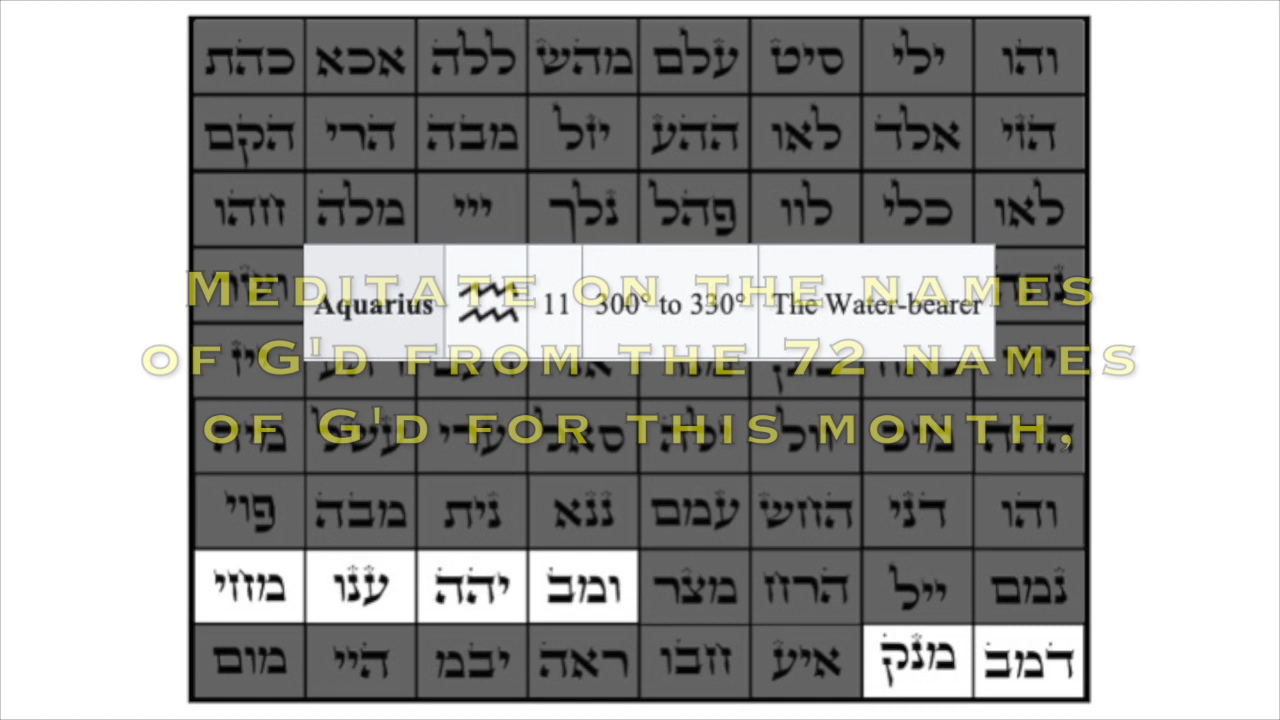 והו ילי סיט עלם מהש ללה אכא כהת
הזי אלד לאו ההע יזל מבה הרי הקם
לאו כלי לוו פהל נלך ייי מלה חהו
Aquarius ♒ 11 300° to 330° The Water-bearer
Meditate on the names
of G'd from the 72 names
of G'd for this month,
סאל ערי עשל
והו דני החש עמם ננא נית מבה פוי
נמם ייל הרח מצר ומב יהה ענו מחי
דמב מנק איע חבו ראה יבמ היי מום